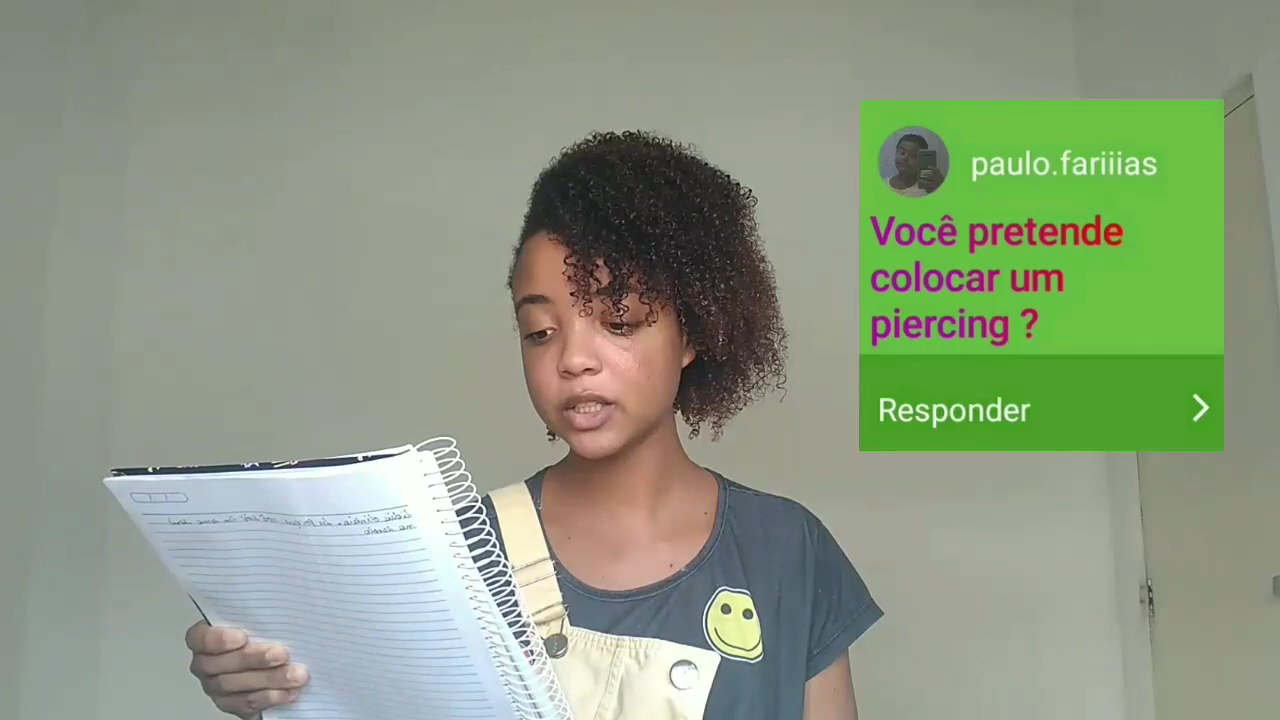 paulo.fariiias
Você pretende
colocar um
piercing ?
Responder